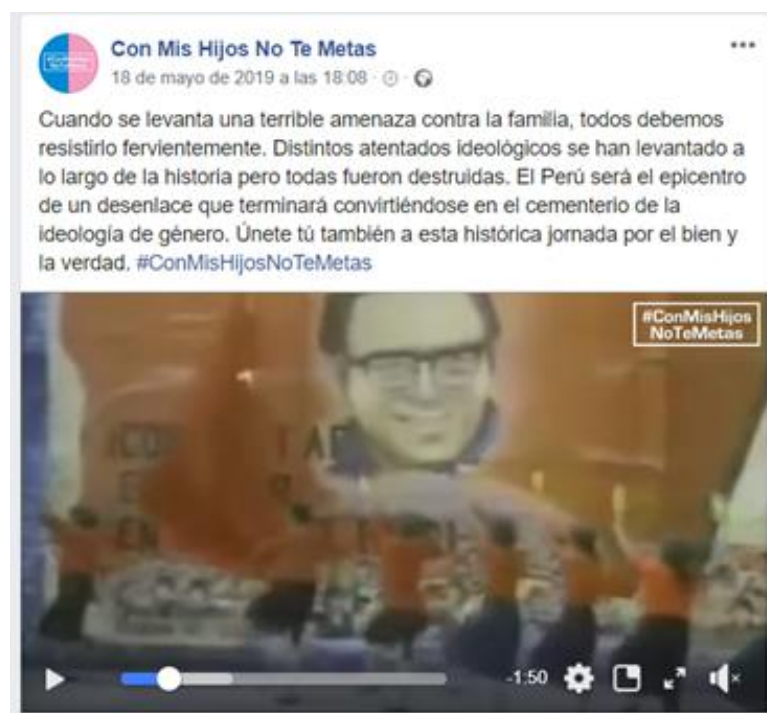 Con Mis Hijos No Te Metas
18 de mayo de 2019 a las 18:08
Cuando se levanta una terrible amenaza contra la familia, todos debemos
resistirlo fervientemente. Distintos atentados ideológicos se han levantado a
lo largo de la historia pero todas fueron destruidas. El Perú será el epicentro
de un desenlace que terminará convirtiéndose en el cementerio de la
ideología de género. Únete tú también a esta histórica jornada por el bien y
la verdad. #ConMisHijosNoTeMetas
#ConMisHijos
NoTeMetas
-1:50